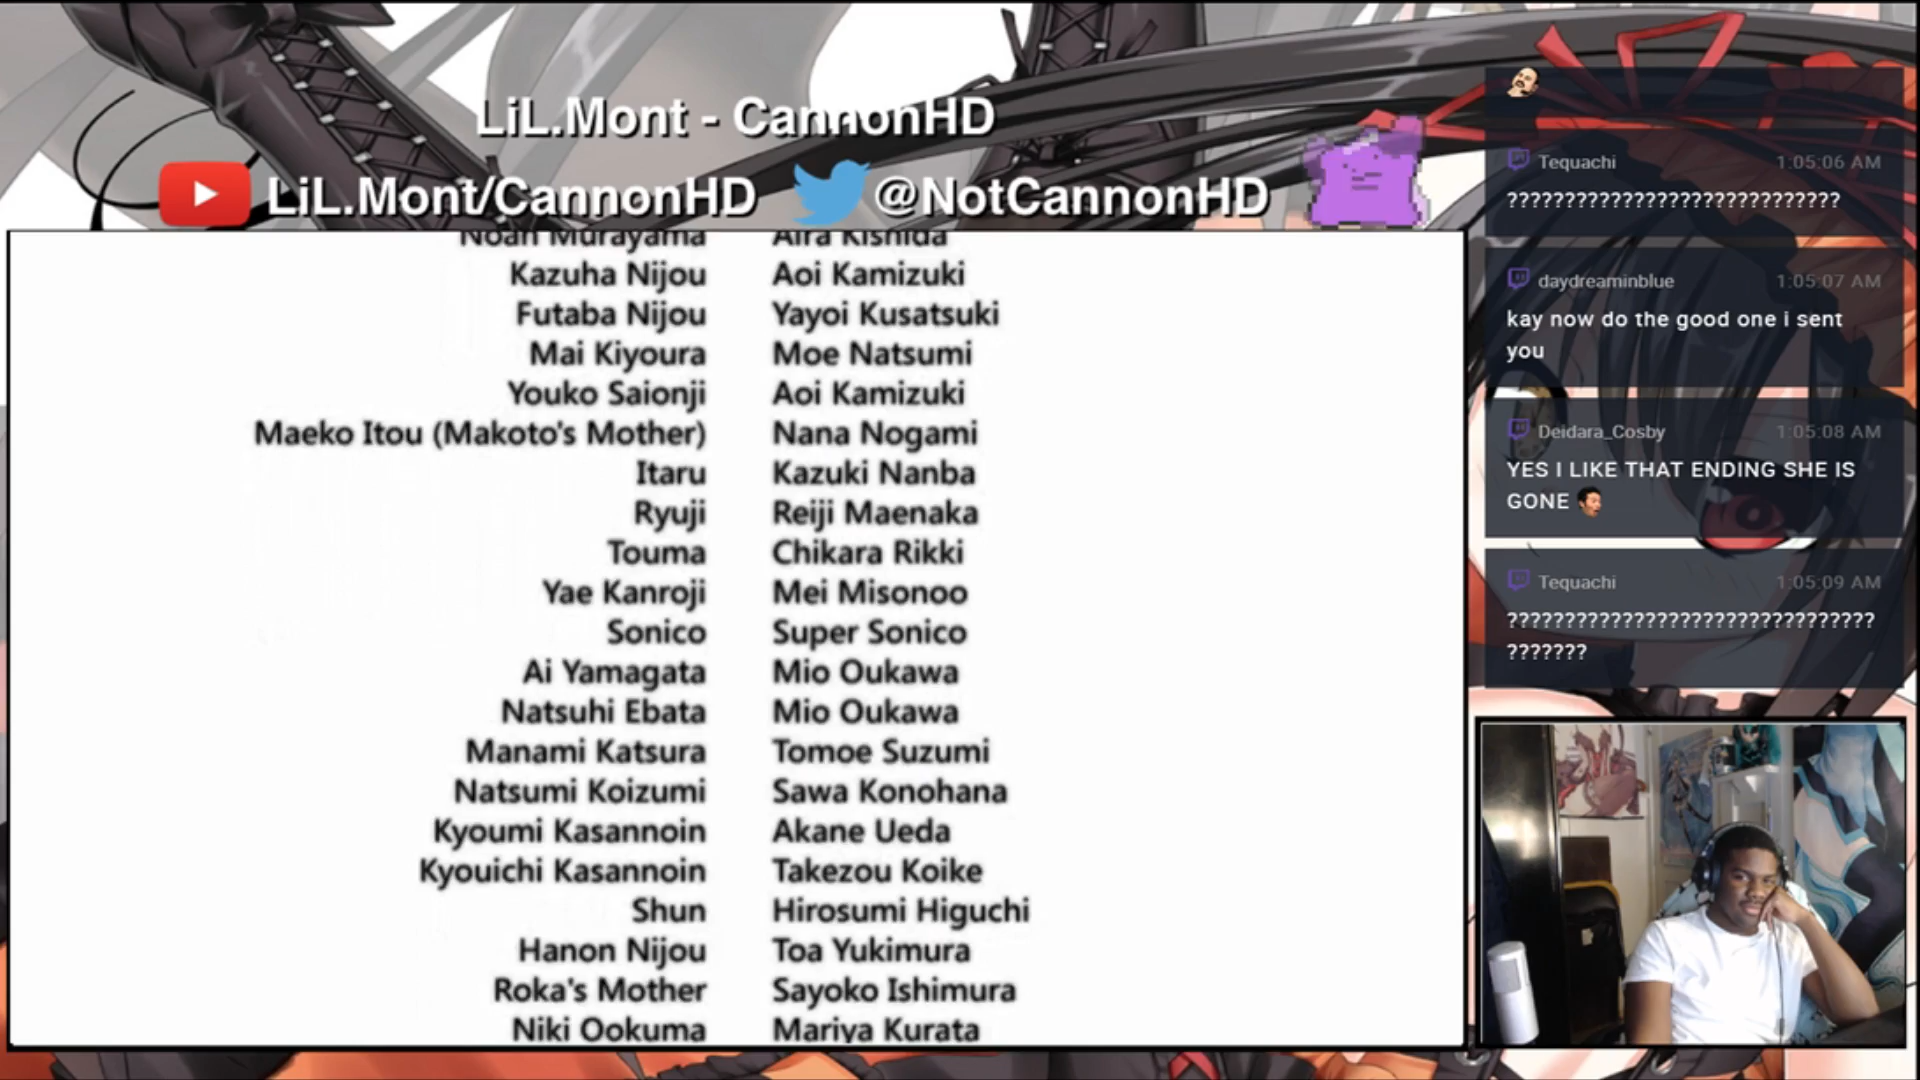 LiL.Mont - CannonHD
LiL.Mont/CannonHD
@NotCannonHD
Noah Murayama Aira Kishida
Kazuha Nijou Aoi Kamizuki
Futaba Nijou Yayoi Kusatsuki
Mai Kiyoura Moe Natsumi
Youko Saionji Aoi Kamizuki
Maeko Itou (Makoto's Mother) Nana Nogami
Itaru Kazuki Nanba
Ryuji Reiji Maenaka
Touma Chikara Rikki
Yae Kanroji Mei Misonoo
Sonico Super Sonico
Ai Yamagata Mio Oukawa
Natsuhi Ebata Mio Oukawa
Manami Katsura Tomoe Suzumi
Natsumi Koizumi Sawa Konohana
Kyoumi Kasannoin Akane Ueda
Kyouichi Kasannoin Takezou Koike
Shun Hirosumi Higuchi
Hanon Nijou Toa Yukimura
Roka's Mother Sayoko Ishimura
Niki Ookuma Mariya Kurata
Tequachi 1:05:06 AM
?????????????????????????????
daydreaminblue 1:05:07 AM
kay now do the good one i sent
you
Deidara_Cosby 1:05:08 AM
YES I LIKE THAT ENDING SHE IS
GONE
Tequachi 1:05:09 AM
????????????????????????????????
???????